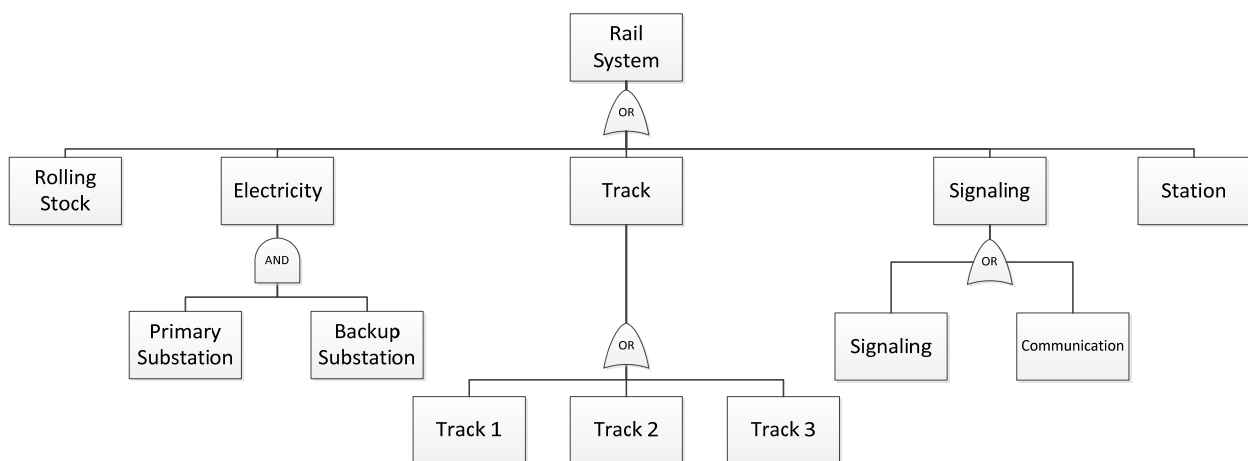 Rail
System
OR
Rolling
Stock
Electricity
Track
Signaling
Station
AND
OR
Primary
Substation
Backup
Substation
Signaling
Communication
OR
Track 1
Track 2
Track 3